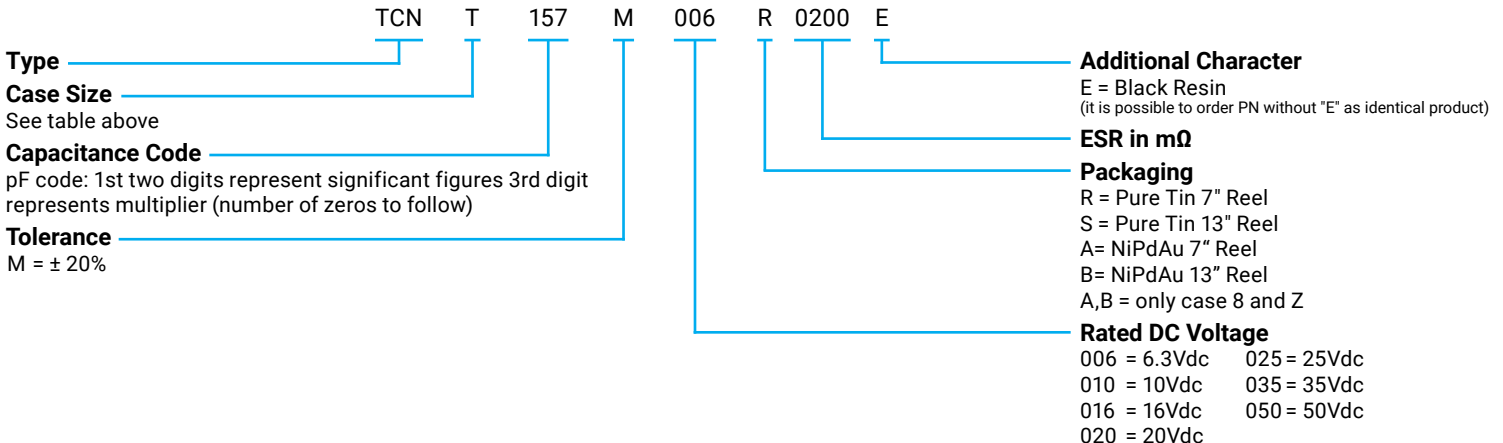 TCN T 157 M 006 R 0200 E
Type
Case Size
See table above
Capacitance Code
pF code: 1st two digits represent significant figures 3rd digit
represents multiplier (number of zeros to follow)
Tolerance
M = ± 20%
Additional Character
E = Black Resin
(it is possible to order PN without "E" as identical product)
ESR in mΩ
Packaging
R = Pure Tin 7" Reel
S = Pure Tin 13" Reel
A= NiPdAu 7“ Reel
B= NiPdAu 13” Reel
A,B = only case 8 and Z
Rated DC Voltage
006 = 6.3Vdc 025 = 25Vdc
010 = 10Vdc 035 = 35Vdc
016 = 16Vdc 050 = 50Vdc
020 = 20Vdc